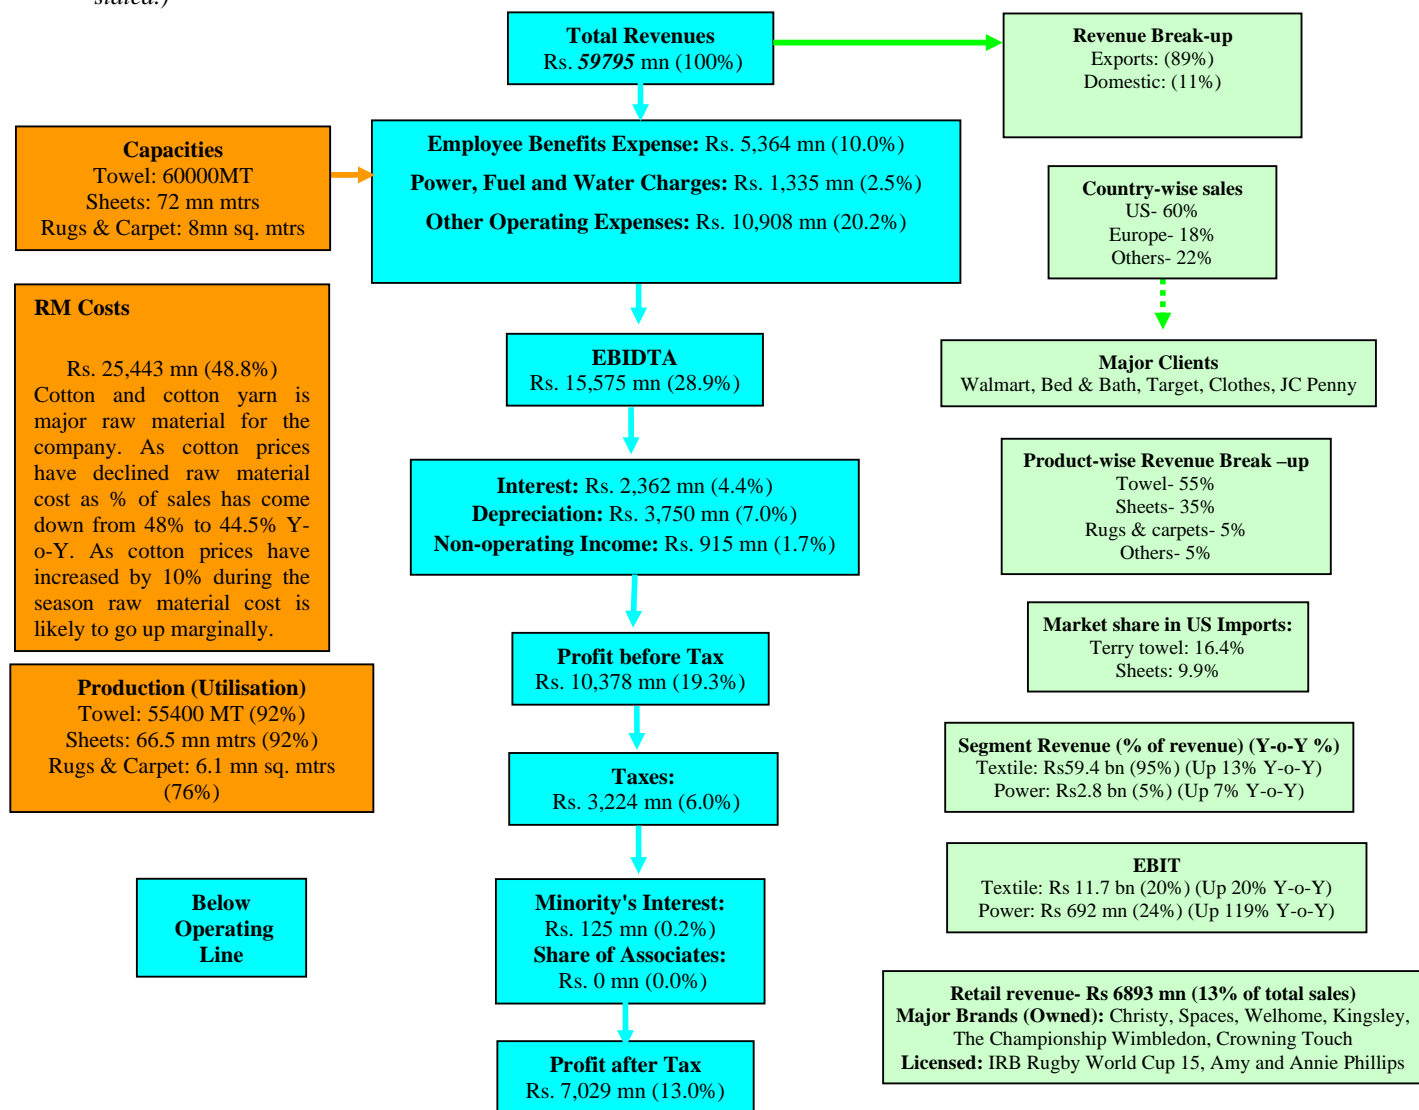 stated.)
Total Revenues
Rs. 59795 mn (100%)
Revenue Break-up
Exports: (89%)
Domestic: (11%)
Capacities
Towel: 60000MT
Sheets: 72 mn mtrs
Rugs & Carpet: 8mn sq. mtrs
Employee Benefits Expense: Rs. 5,364 mn (10.0%)
Power, Fuel and Water Charges: Rs. 1,335 mn (2.5%)
Other Operating Expenses: Rs. 10,908 mn (20.2%)
Country-wise sales
US- 60%
Europe- 18%
Others- 22%
RM Costs
Rs. 25,443 mn (48.8%)
Cotton and cotton yarn is
major raw material for the
company. As cotton prices
have declined raw material
cost as % of sales has come
down from 48% to 44.5% Y-
o-Y. As cotton prices have
increased by 10% during the
season raw material cost is
likely to go up marginally.
EBIDTA
Rs. 15,575 mn (28.9%)
Major Clients
Walmart, Bed & Bath, Target, Clothes, JC Penny
Interest: Rs. 2,362 mn (4.4%)
Depreciation: Rs. 3,750 mn (7.0%)
Non-operating Income: Rs. 915 mn (1.7%)
Product-wise Revenue Break –up
Towel- 55%
Sheets- 35%
Rugs & carpets- 5%
Others- 5%
Profit before Tax
Rs. 10,378 mn (19.3%)
Market share in US Imports:
Terry towel: 16.4%
Sheets: 9.9%
Production (Utilisation)
Towel: 55400 MT (92%)
Sheets: 66.5 mn mtrs (92%)
Rugs & Carpet: 6.1 mn sq. mtrs
(76%)
Taxes:
Rs. 3,224 mn (6.0%)
Segment Revenue (% of revenue) (Y-o-Y %)
Textile: Rs59.4 bn (95%) (Up 13% Y-o-Y)
Power: Rs2.8 bn (5%) (Up 7% Y-o-Y)
Below
Operating
Line
Minority's Interest:
Rs. 125 mn (0.2%)
Share of Associates:
Rs. 0 mn (0.0%)
EBIT
Textile: Rs 11.7 bn (20%) (Up 20% Y-o-Y)
Power: Rs 692 mn (24%) (Up 119% Y-o-Y)
Profit after Tax
Rs. 7,029 mn (13.0%)
Retail revenue- Rs 6893 mn (13% of total sales)
Major Brands (Owned): Christy, Spaces, Welhome, Kingsley,
The Championship Wimbledon, Crowning Touch
Licensed: IRB Rugby World Cup 15, Amy and Annie Phillips